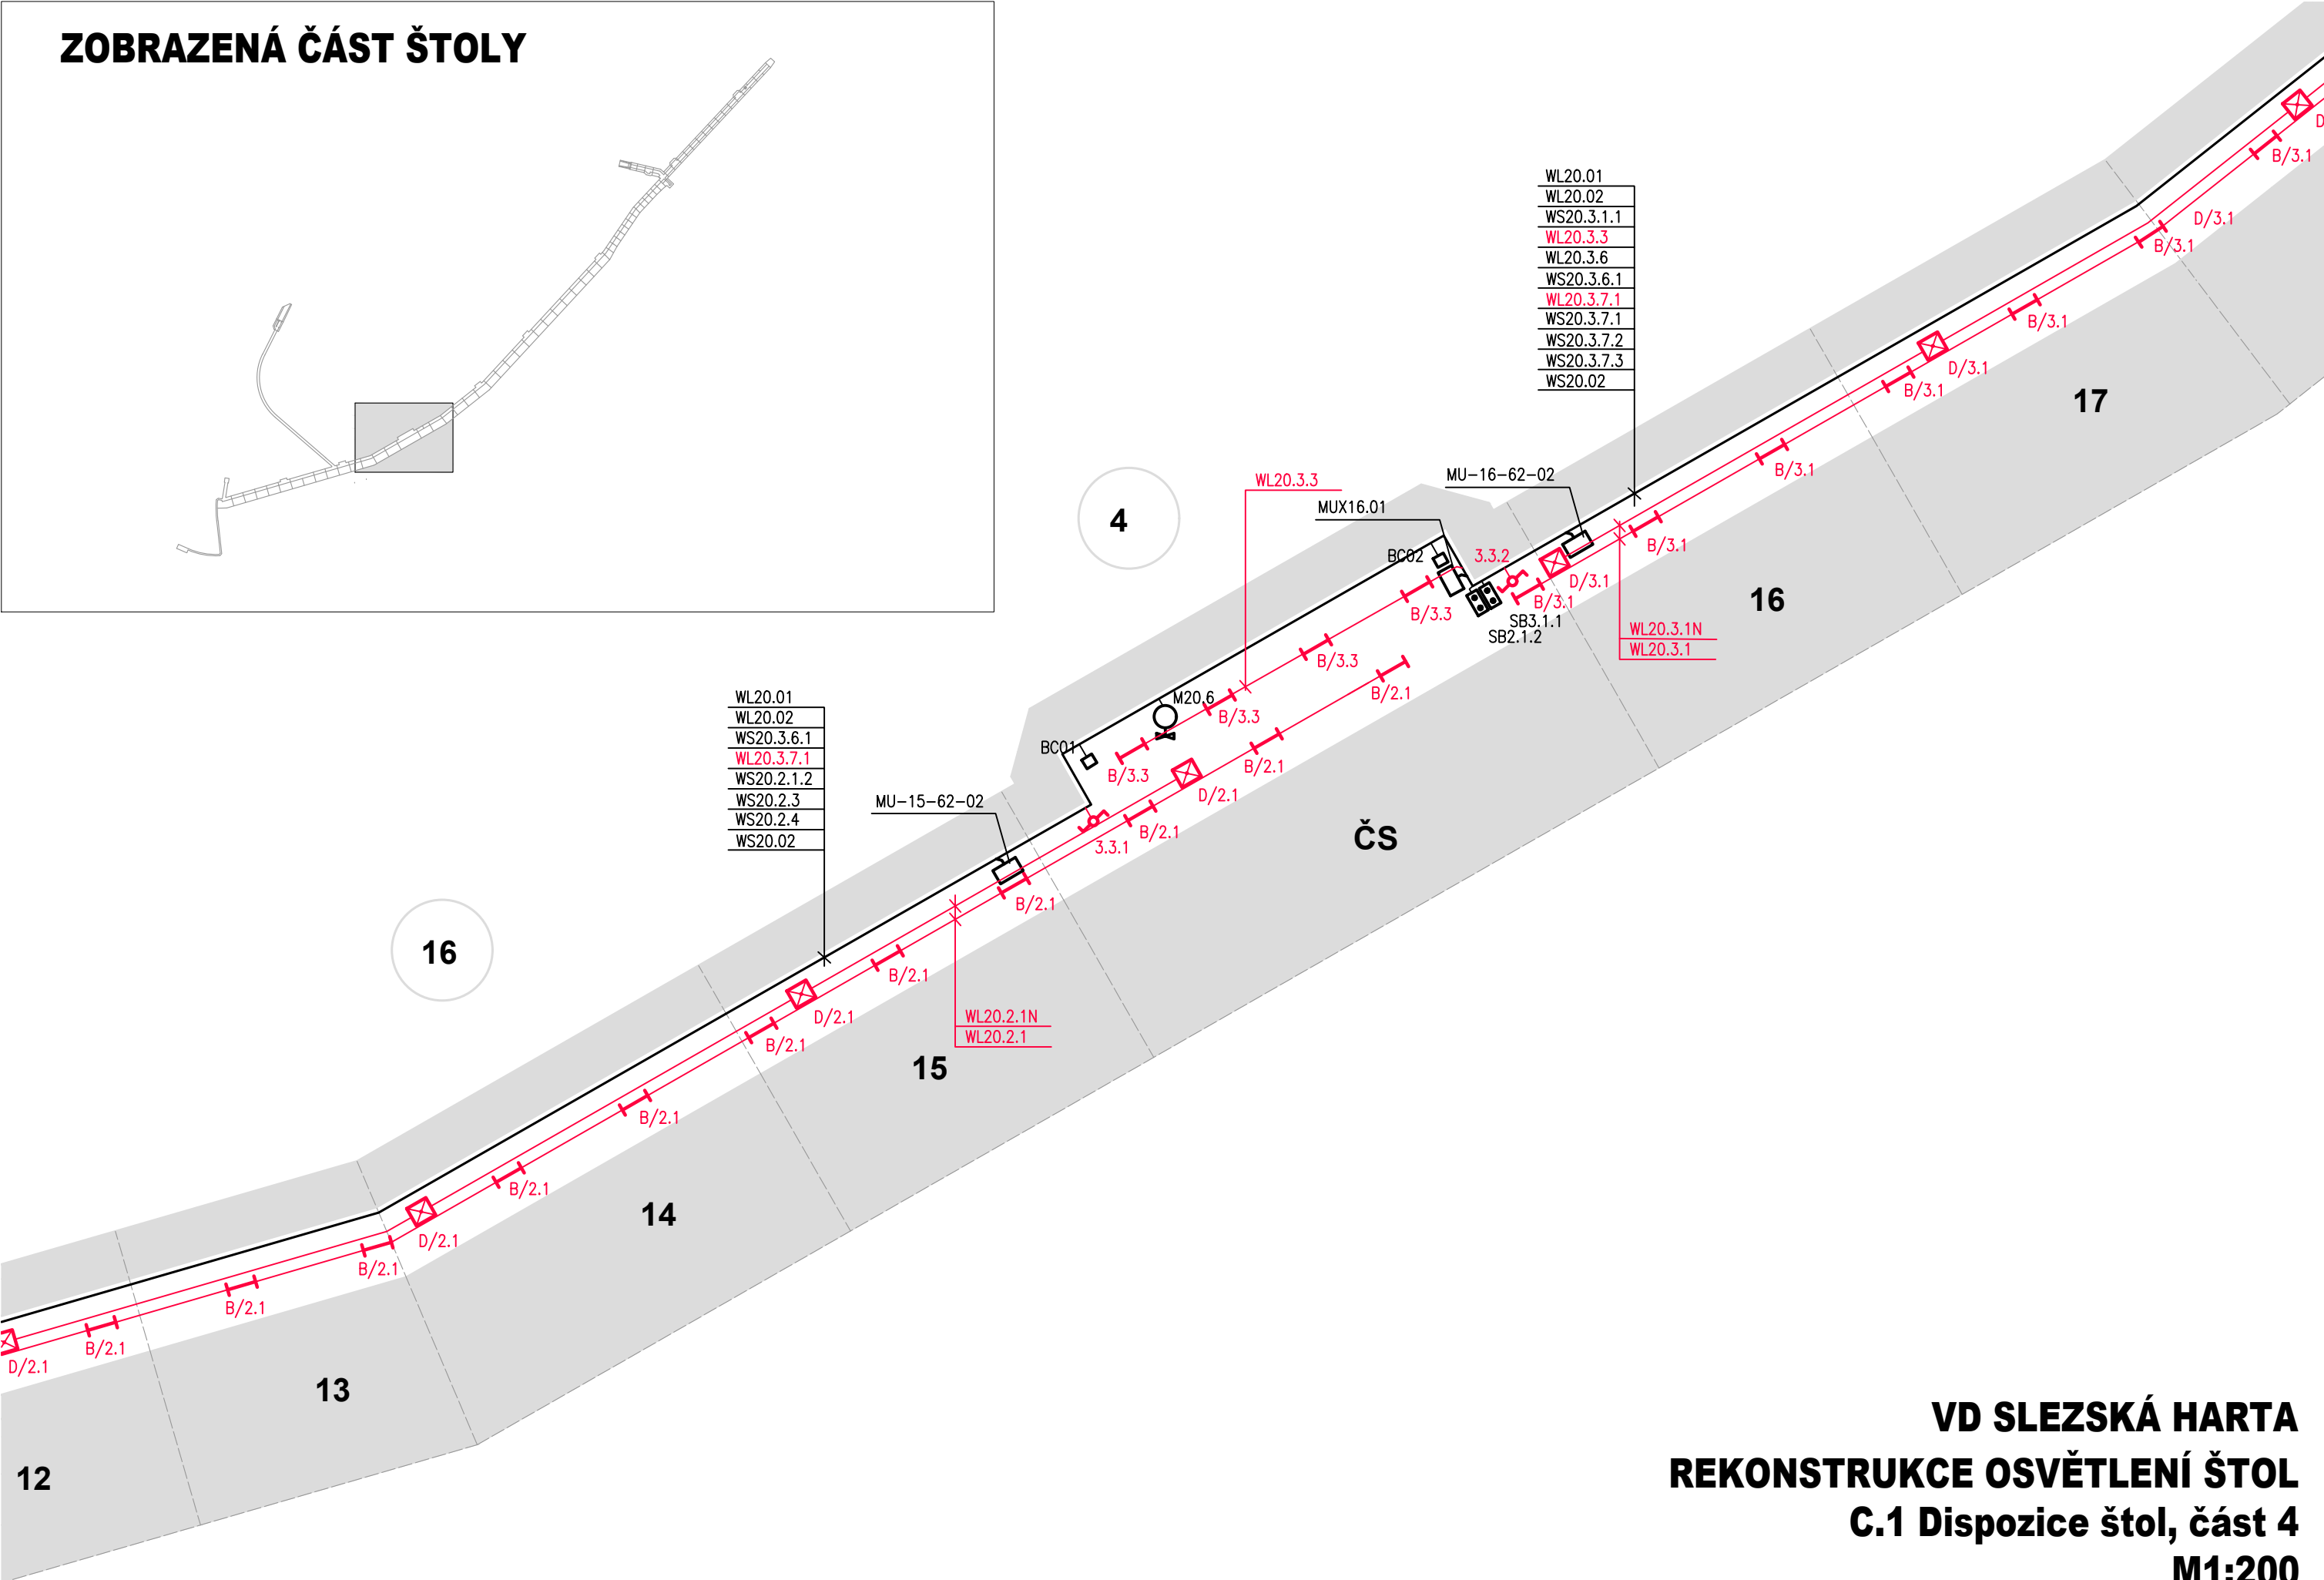 ZOBRAZENÁ ČÁST ŠTOLY
WL20.01
WL20.02
WS20.3.1.1
WL20.3.3
WL20.3.6
WS20.3.6.1
WL20.3.7.1
WS20.3.7.1
WS20.3.7.2
WS20.3.7.3
WS20.02
D
B/3.1
D/3.1
B/3.1
B/3.1
D/3.1
B/3.1
17
B/3.1
WL20.3.3
MU-16-62-02
MUX16.01
4
BC02
3.3.2
B/3.1
D/3.1
B/3.1
B/3.3
16
SB3.1.1
SB2.1.2
WL20.3.1N
WL20.3.1
B/3.3
B/2.1
M20.6
B/3.3
BC01
B/3.3
B/2.1
D/2.1
B/2.1
3.3.1
ČS
WL20.01
WL20.02
WS20.3.6.1
WL20.3.7.1
WS20.2.1.2
WS20.2.3
WS20.2.4
WS20.02
MU-15-62-02
B/2.1
16
B/2.1
D/2.1
WL20.2.1N
WL20.2.1
B/2.1
15
B/2.1
B/2.1
14
D/2.1
B/2.1
B/2.1
B/2.1
D/2.1
13
12
VD SLEZSKÁ HARTA
REKONSTRUKCE OSVĚTLENÍ ŠTOL
C.1 Dispozice štol, část 4
M1:200